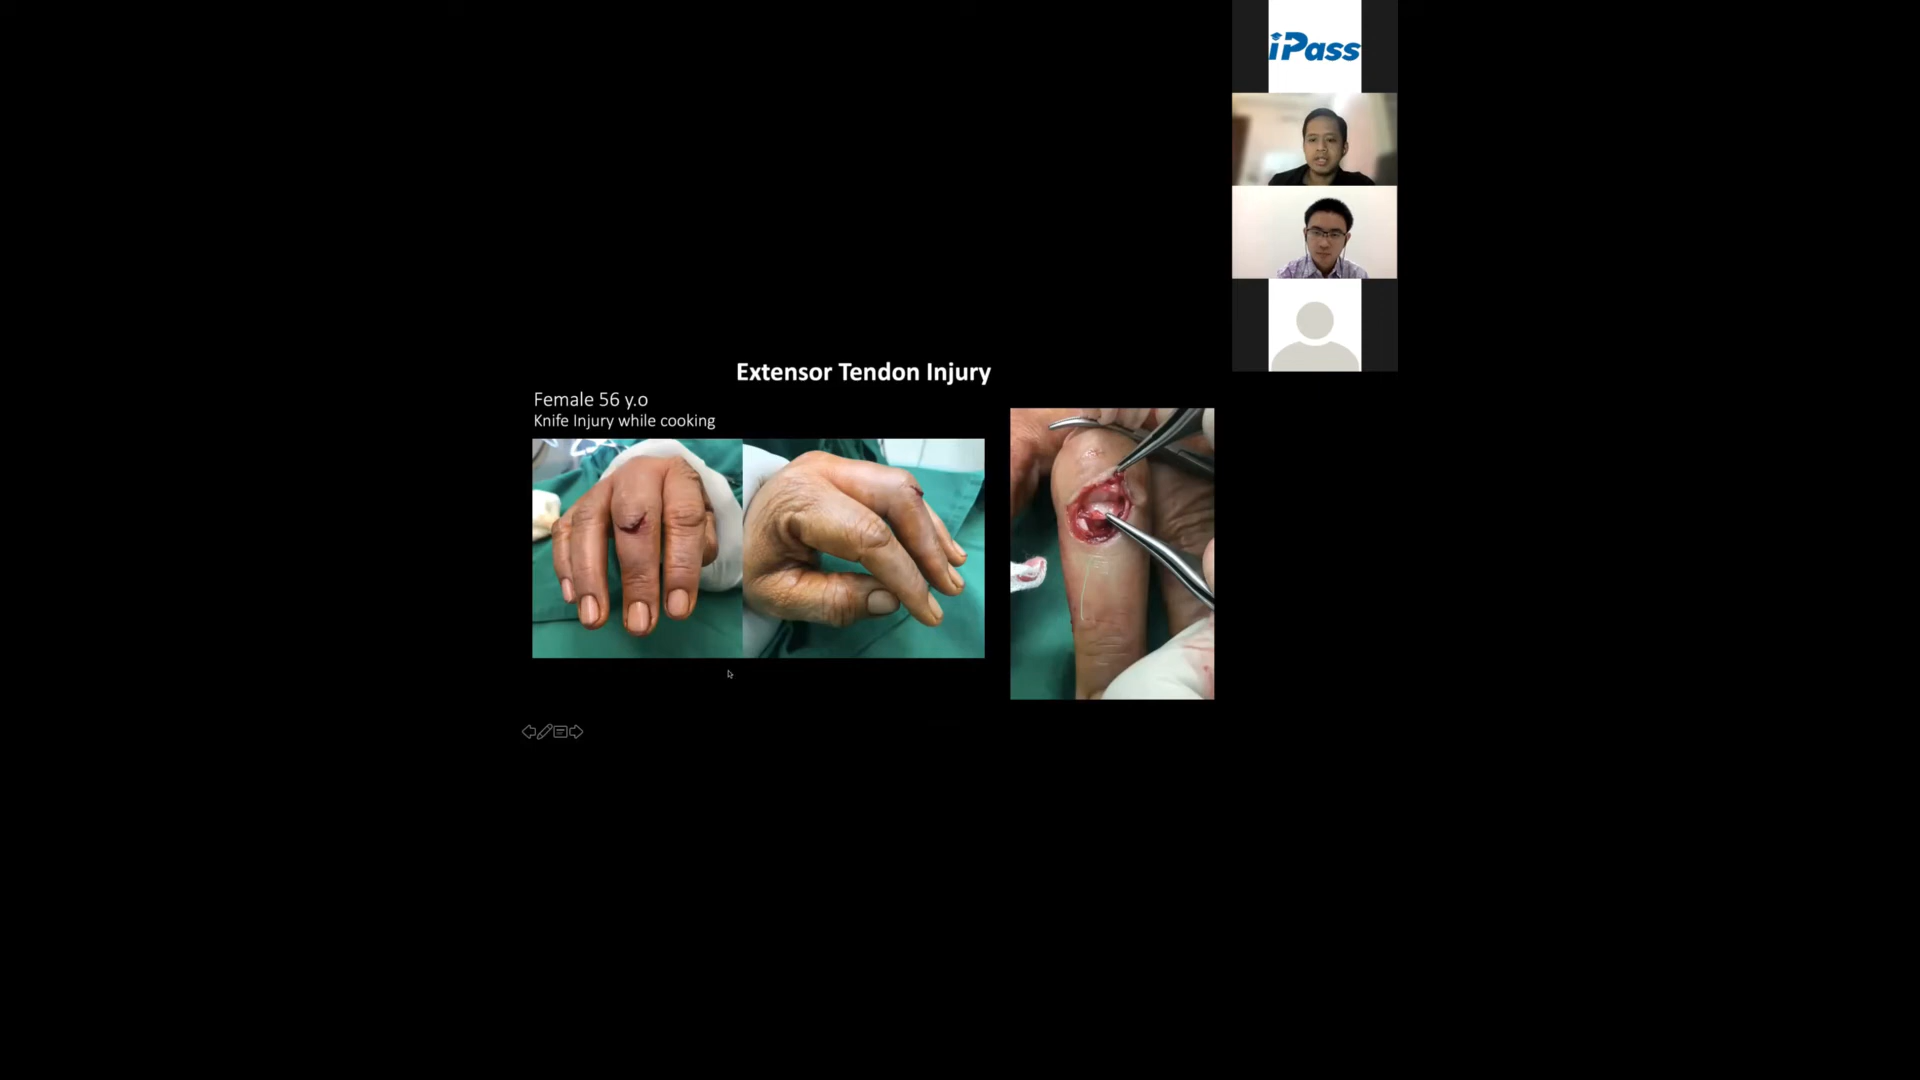 iPass
Extensor Tendon Injury
Female 56 y.o
Knife Injury while cooking